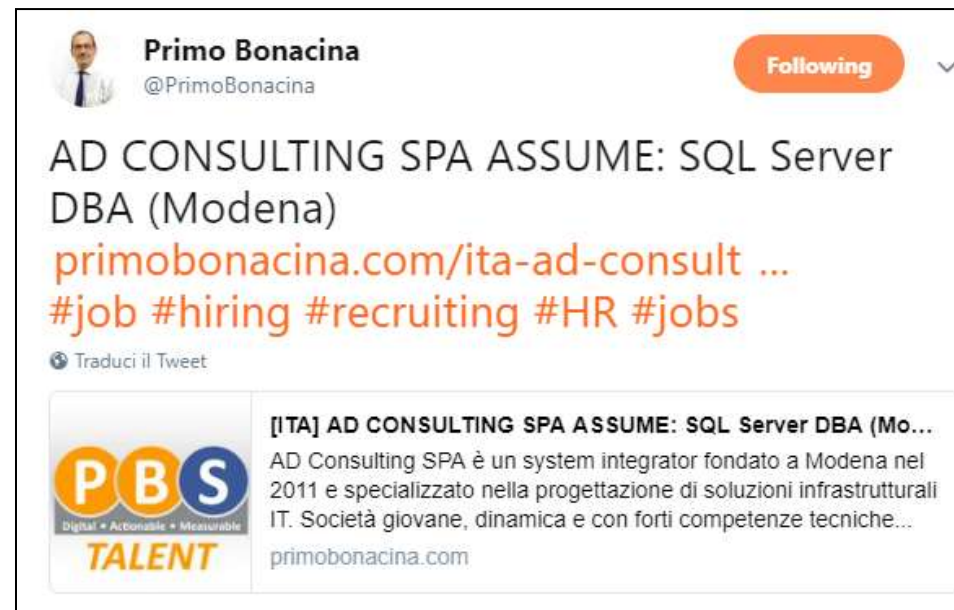 Primo Bonacina
@PrimoBonacina
Following
AD CONSULTING SPA ASSUME: SQL Server
DBA (Modena)
primobonacina.com/ita-ad-consult ...
#job #hiring #recruiting #HR #jobs
Traduci il Tweet
PBS
Digital • Actionable • Measurable
TALENT
[ITA] AD CONSULTING SPA ASSUME: SQL Server DBA (Mo...
AD Consulting SPA è un system integrator fondato a Modena nel
2011 e specializzato nella progettazione di soluzioni infrastrutturali
IT. Società giovane, dinamica e con forti competenze tecniche...
primobonacina.com